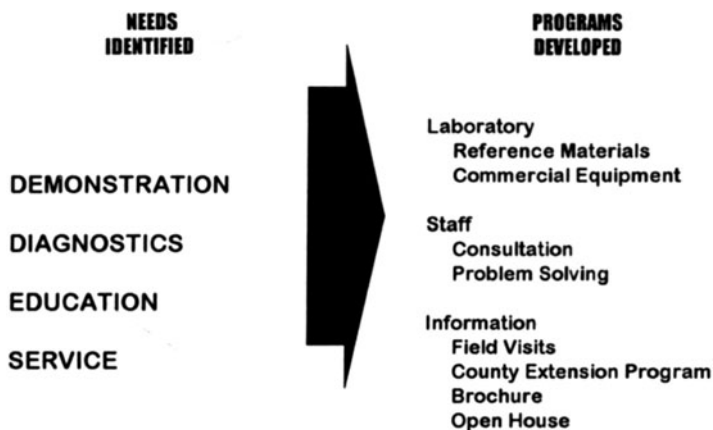 NEEDS
IDENTIFIED
DEMONSTRATION
DIAGNOSTICS
EDUCATION
SERVICE
PROGRAMS
DEVELOPED
Laboratory
Reference Materials
Commercial Equipment
Staff
Consultation
Problem Solving
Information
Field Visits
County Extension Program
Brochure
Open House